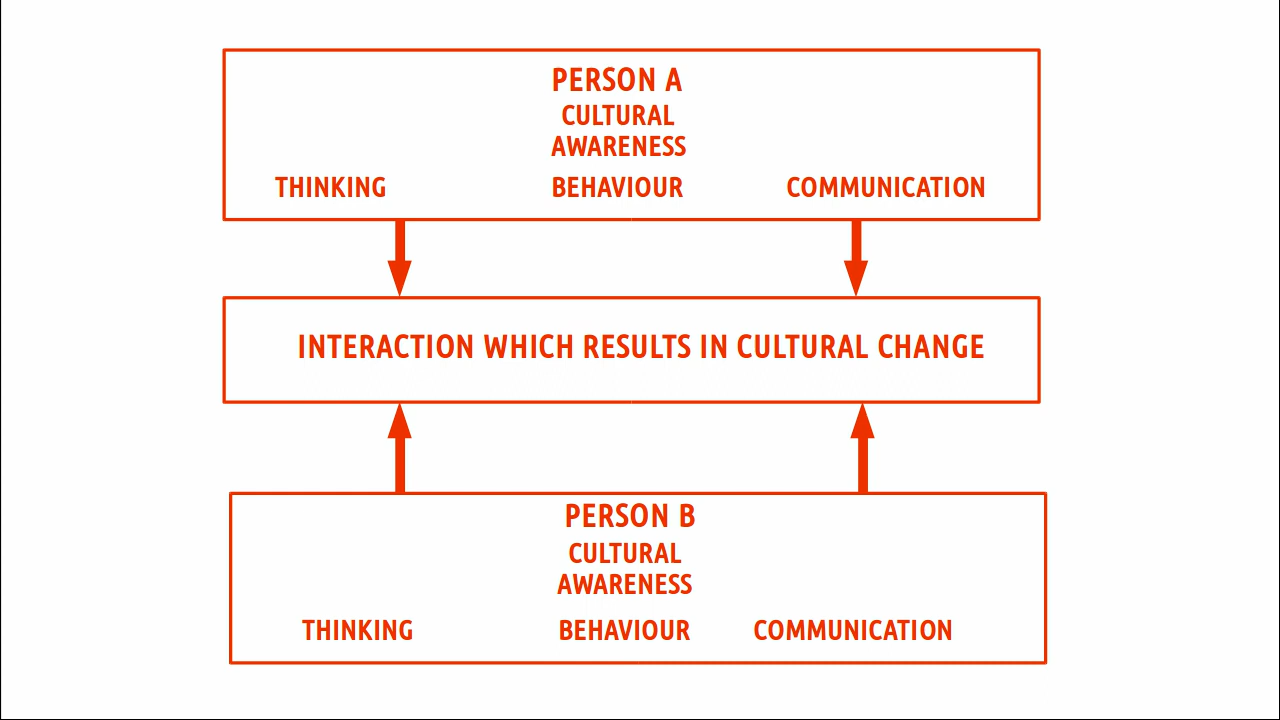 PERSON A
CULTURAL
AWARENESS
THINKING BEHAVIOUR COMMUNICATION
INTERACTION WHICH RESULTS IN CULTURAL CHANGE
PERSON B
CULTURAL
AWARENESS
THINKING BEHAVIOUR COMMUNICATION